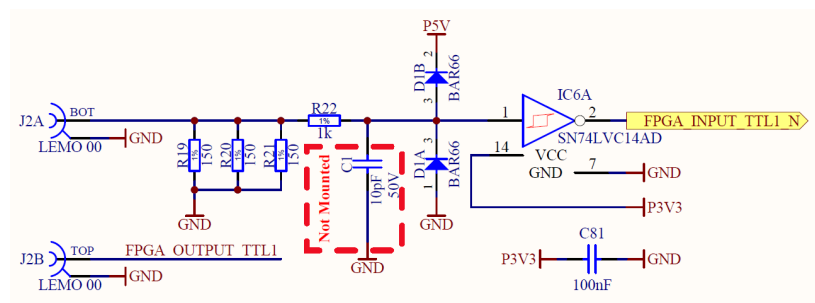 P5V
2
D1B
BAR66
3
J2A
BOT
GND
LEMO 00
R19
1%
150
R20
1%
150
R21
1%
150
GND
R22
1%
1k
Not Mounted
C1
10pF
50V
GND
3
D1A
BAR66
1
GND
1
IC6A
2
FPGA_INPUT_TTL1_N
SN74LVC14AD
14
VCC
GND
7
GND
P3V3
J2B
TOP
FPGA_OUTPUT_TTL1
GND
LEMO 00
C81
P3V3
GND
100nF